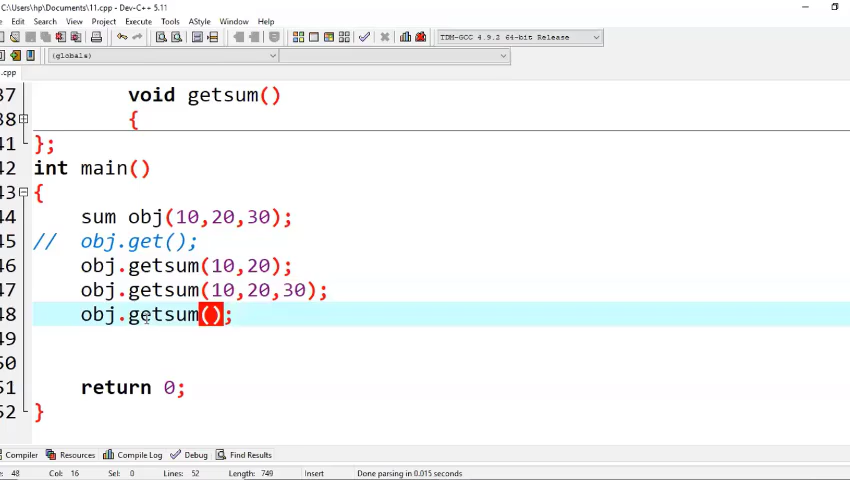 C:\Users\hp\Documents\11.cpp - Dev-C++ 5.11
Edit Search View Project Execute Tools AStyle Window Help
TDM-GCC 4.9.2 64-bit Release
(globals)
.cpp
37 void getsum()
38 {
41 };
42 int main()
43 {
44 sum obj(10,20,30);
45 // obj.get();
46 obj.getsum(10,20);
47 obj.getsum(10,20,30);
48 obj.getsum();
49
50
51 return 0;
52 }
Compiler Resources Compile Log Debug Find Results
48 Col: 16 Sel: 0 Lines: 52 Length: 749 Insert Done parsing in 0.015 seconds